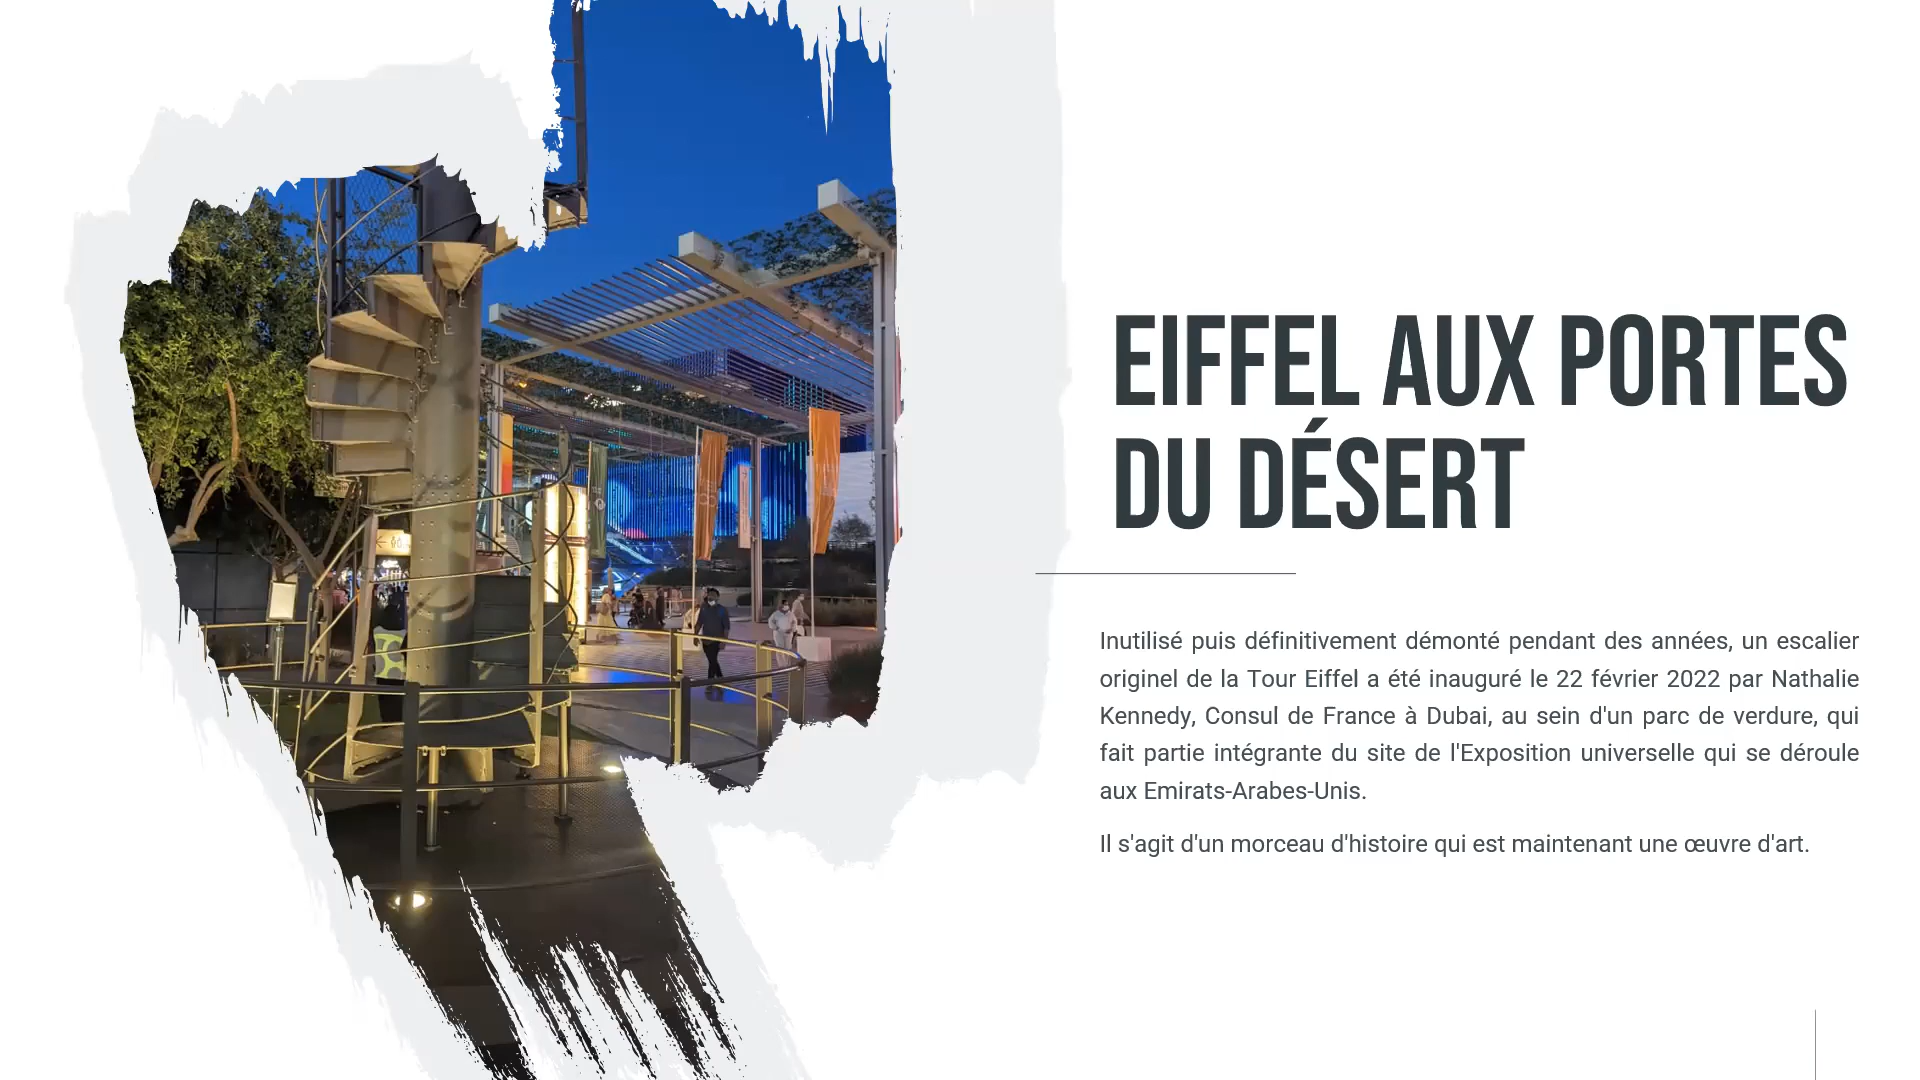 EIFFEL AUX PORTES
DU DÉSERT
Inutilisé puis définitivement démonté pendant des années, un escalier
originel de la Tour Eiffel a été inauguré le 22 février 2022 par Nathalie
Kennedy, Consul de France à Dubai, au sein d'un parc de verdure, qui
fait partie intégrante du site de l'Exposition universelle qui se déroule
aux Emirats-Arabes-Unis.
Il s'agit d'un morceau d'histoire qui est maintenant une œuvre d'art.